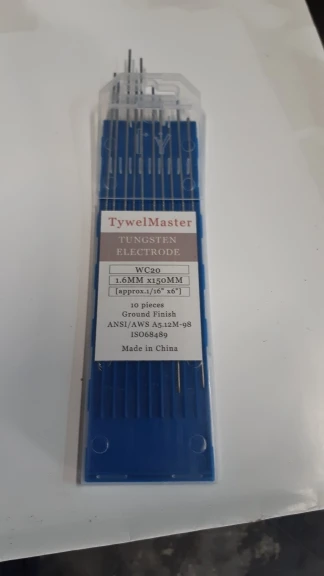 TywelMaster
TUNGSTEN
ELECTRODE
WC20
1.6MM x150MM
[approx.1/16" x6"]
10 pieces
Ground Finish
ANSI/AWS A5.12M-98
ISO68489
Made in China